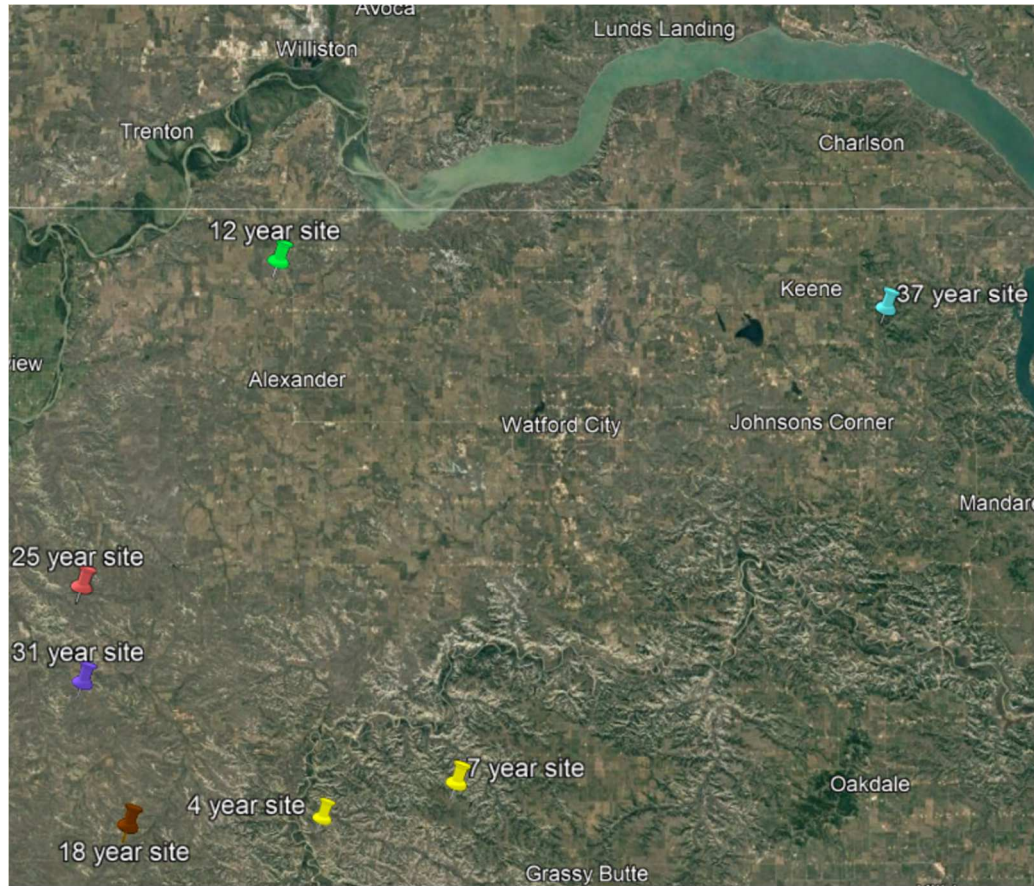 Avoca
Williston
Lunds Landing
Trenton
Charlson
12 year site
Keene
37 year site
iew
Alexander
Watford City
Johnsons Corner
Mandare
25 year site
31 year site
7 year site
4 year site
Oakdale
18 year site
Grassy Butte